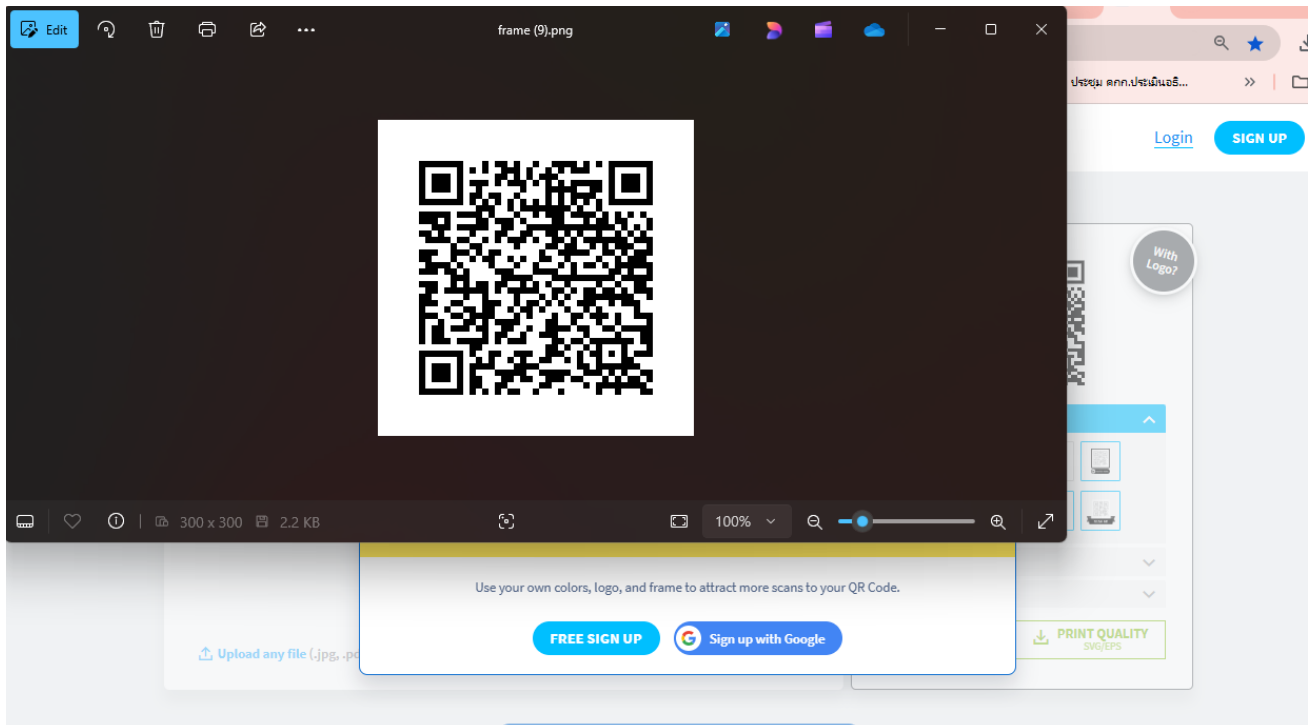 Edit
frame (9).png
ประชุม คกก.ประเมินอธิ...
Login
SIGN UP
With
Logo?
300 x 300
2.2 KB
100%
Use your own colors, logo, and frame to attract more scans to your QR Code.
FREE SIGN UP
Sign up with Google
Upload any file (.jpg, .pd
PRINT QUALITY
SVG/EPS